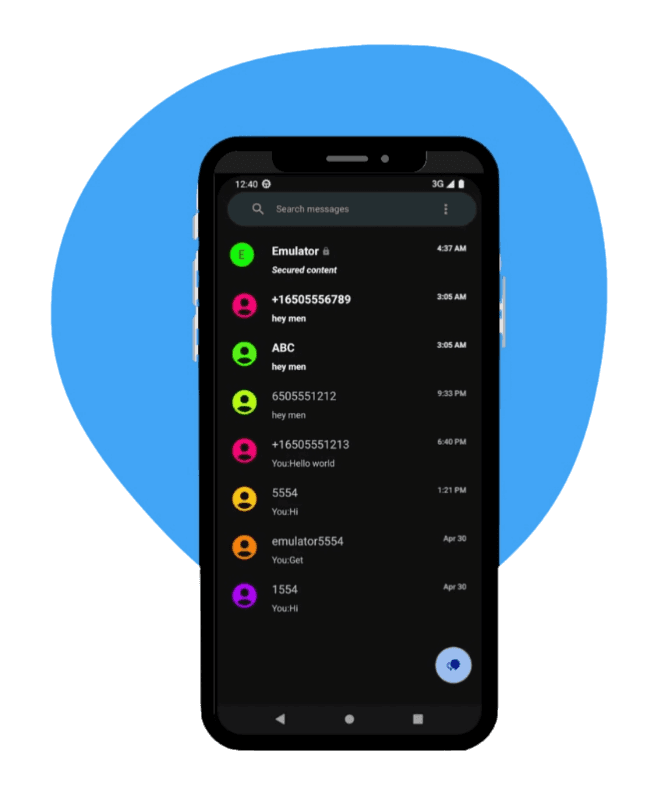 12:40
3G
Search messages
E
Emulator
4:37 AM
Secured content
+16505556789
3:05 AM
hey men
ABC
3:05 AM
hey men
6505551212
9:33 PM
hey men
+16505551213
6:40 PM
You:Hello world
5554
1:21 PM
You:Hi
emulator5554
Apr 30
You:Get
1554
Apr 30
You:Hi